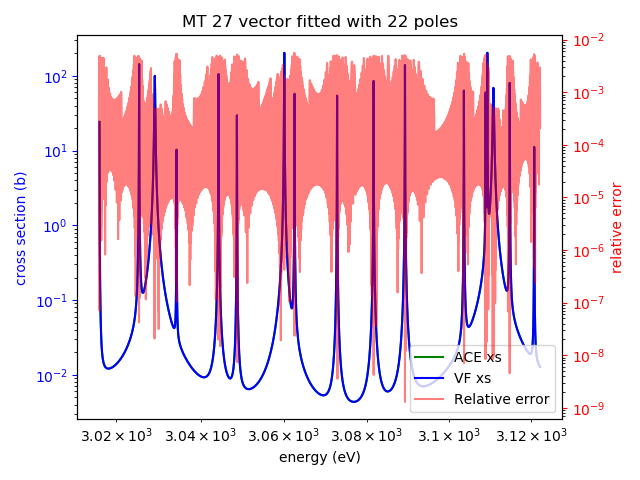 MT 27 vector fitted with 22 poles
cross section (b)
10²
10¹
10⁰
10⁻¹
10⁻²
10⁻²
10⁻³
10⁻⁴
10⁻⁵
10⁻⁶
10⁻⁷
10⁻⁸
10⁻⁹
relative error
ACE xs
VF xs
Relative error
3.02 × 10³ 3.04 × 10³ 3.06 × 10³ 3.08 × 10³ 3.1 × 10³ 3.12 × 10³
energy (eV)